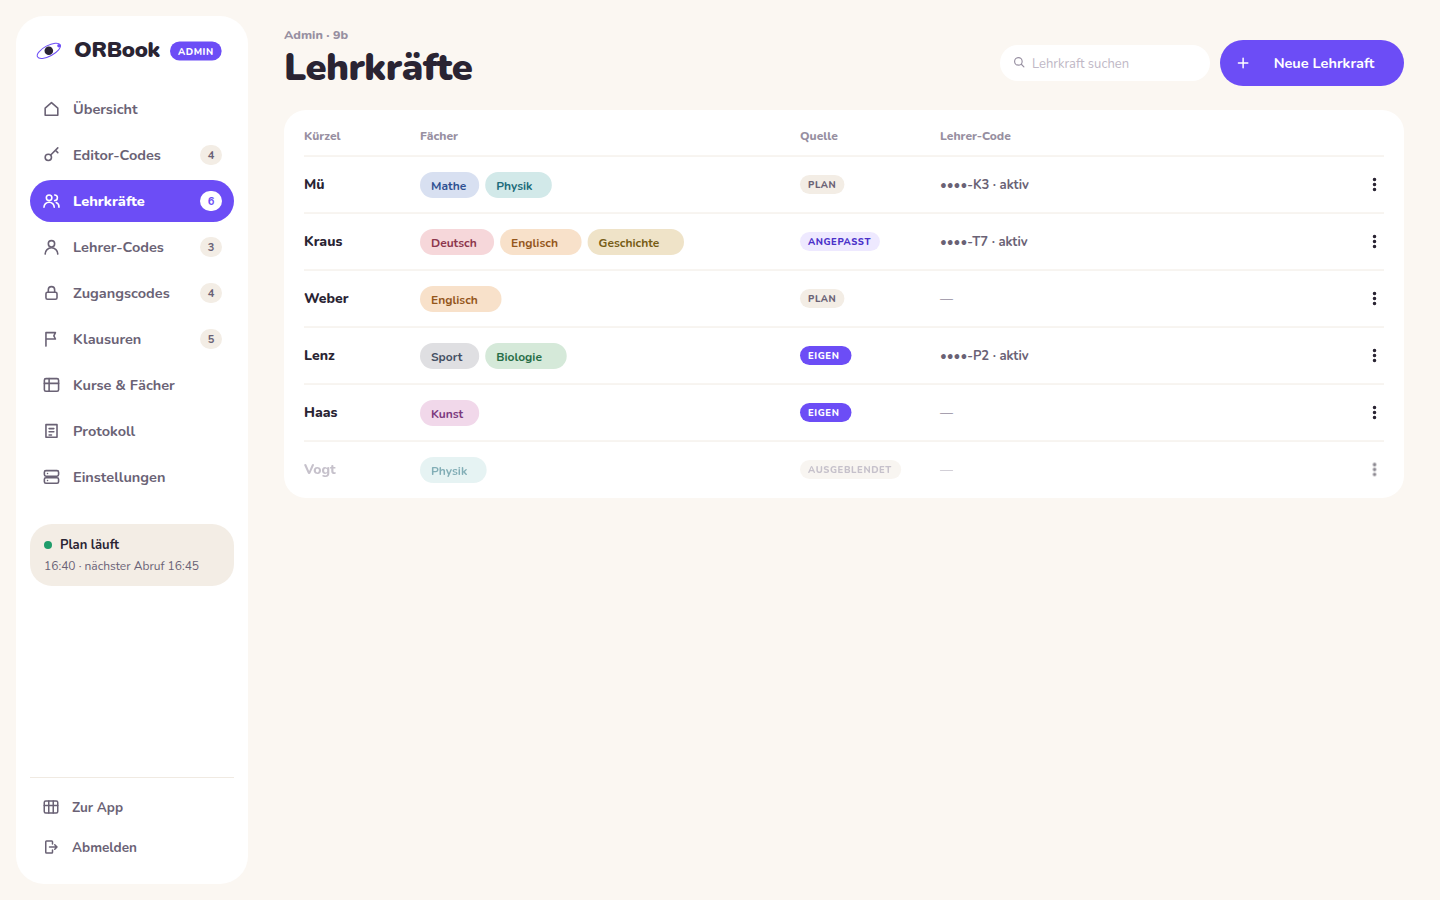 ORBook ADMIN
Übersicht
Editor-Codes 4
Lehrkräfte 6
Lehrer-Codes 3
Zugangscodes 4
Klausuren 5
Kurse & Fächer
Protokoll
Einstellungen
Plan läuft
16:40 · nächster Abruf 16:45
Zur App
Abmelden
Admin · 9b
Lehrkräfte
Lehrkraft suchen
+ Neue Lehrkraft
Kürzel Fächer Quelle Lehrer-Code
Mü Mathe Physik PLAN ••••-K3 · aktiv
Kraus Deutsch Englisch Geschichte ANGEPASST ••••-T7 · aktiv
Weber Englisch PLAN —
Lenz Sport Biologie EIGEN ••••-P2 · aktiv
Haas Kunst EIGEN —
Vogt Physik AUSGEBLENDET —